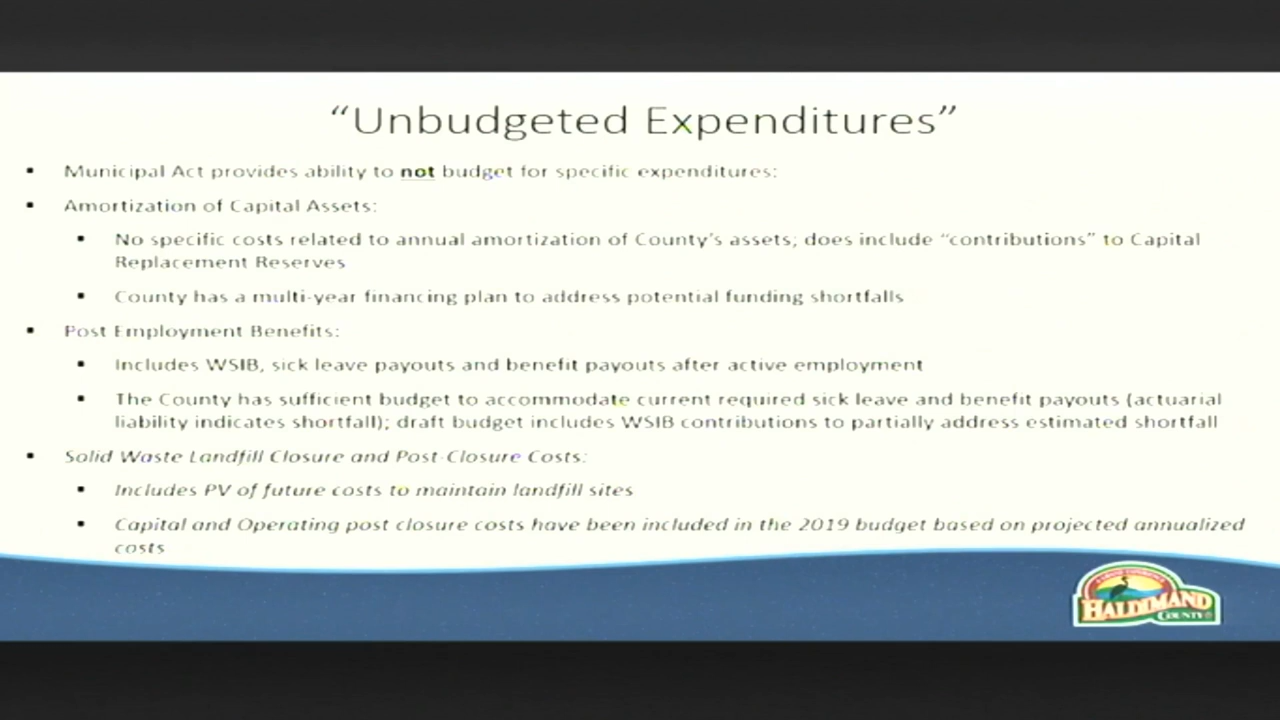 “Unbudgeted Expenditures”
▪ Municipal Act provides ability to not budget for specific expenditures:
▪ Amortization of Capital Assets:
▪ No specific costs related to annual amortization of County’s assets; does include “contributions” to Capital
Replacement Reserves
▪ County has a multi-year financing plan to address potential funding shortfalls
▪ Post Employment Benefits:
▪ Includes WSIB, sick leave payouts and benefit payouts after active employment
▪ The County has sufficient budget to accommodate current required sick leave and benefit payouts (actuarial
liability indicates shortfall); draft budget includes WSIB contributions to partially address estimated shortfall
▪ Solid Waste Landfill Closure and Post-Closure Costs:
▪ Includes PV of future costs to maintain landfill sites
▪ Capital and Operating post closure costs have been included in the 2019 budget based on projected annualized
costs
HALDIMAND
COUNTY